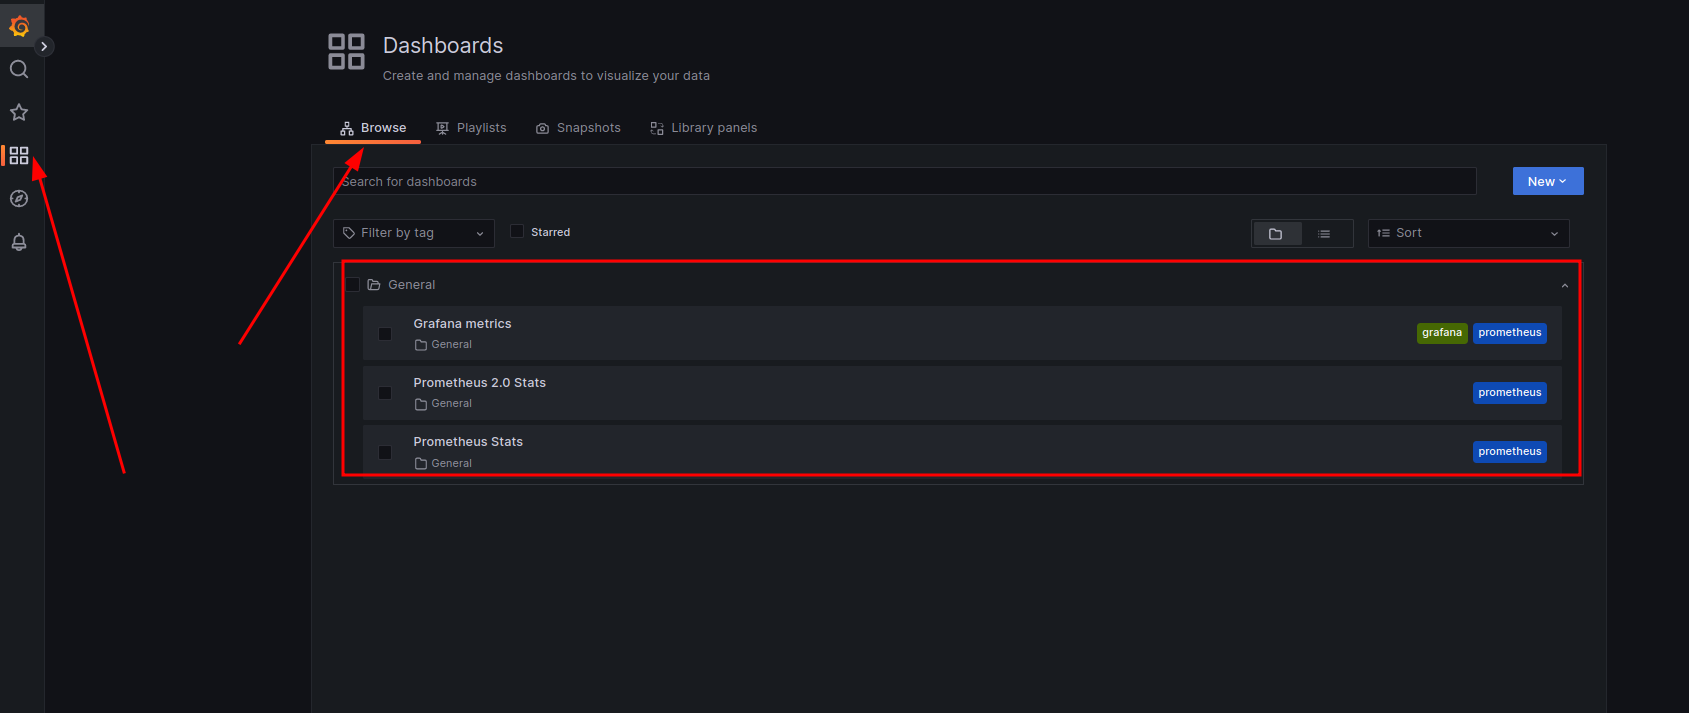 Dashboards
Create and manage dashboards to visualize your data
Browse Playlists Snapshots Library panels
Search for dashboards
New
Filter by tag Starred Sort
General
Grafana metrics
General
grafana prometheus
Prometheus 2.0 Stats
General
prometheus
Prometheus Stats
General
prometheus